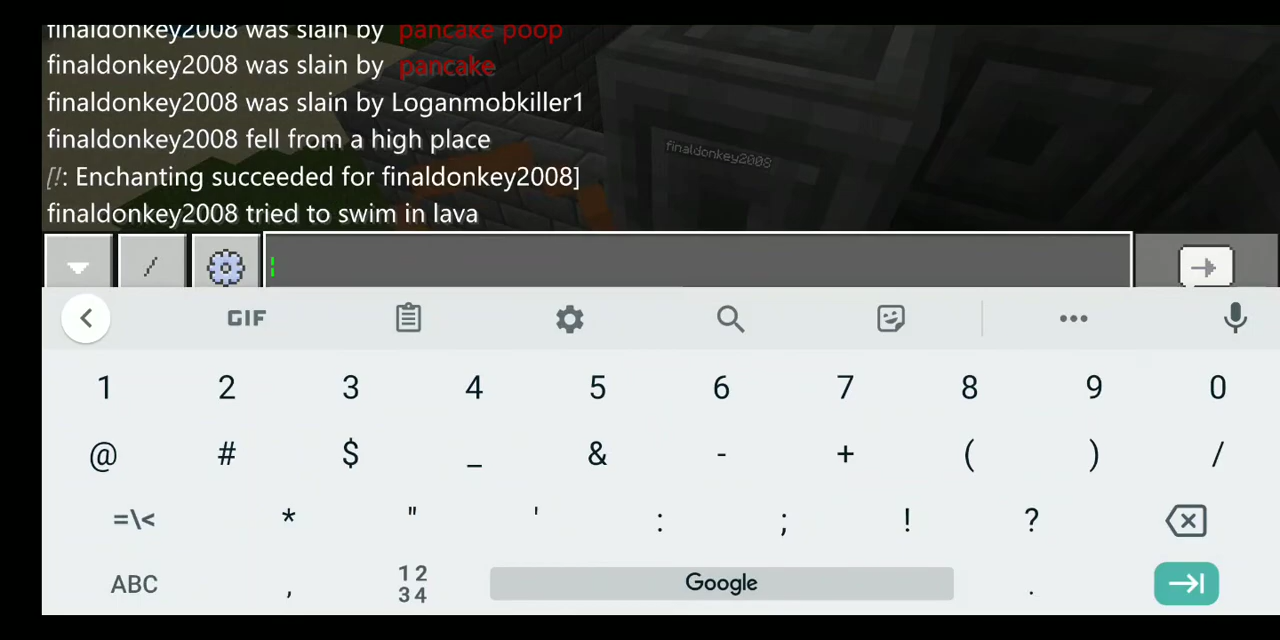 finaldonkey2008 was slain by pancake poop
finaldonkey2008 was slain by pancake
finaldonkey2008 was slain by Loganmobkiller1
finaldonkey2008 fell from a high place
[!: Enchanting succeeded for finaldonkey2008]
finaldonkey2008 tried to swim in lava
finaldonkey2008
/
GIF
1 2 3 4 5 6 7 8 9 0
@ # $ _ & - + ( ) /
=\< * " ' : ; ! ?
ABC , 12 34 Google .